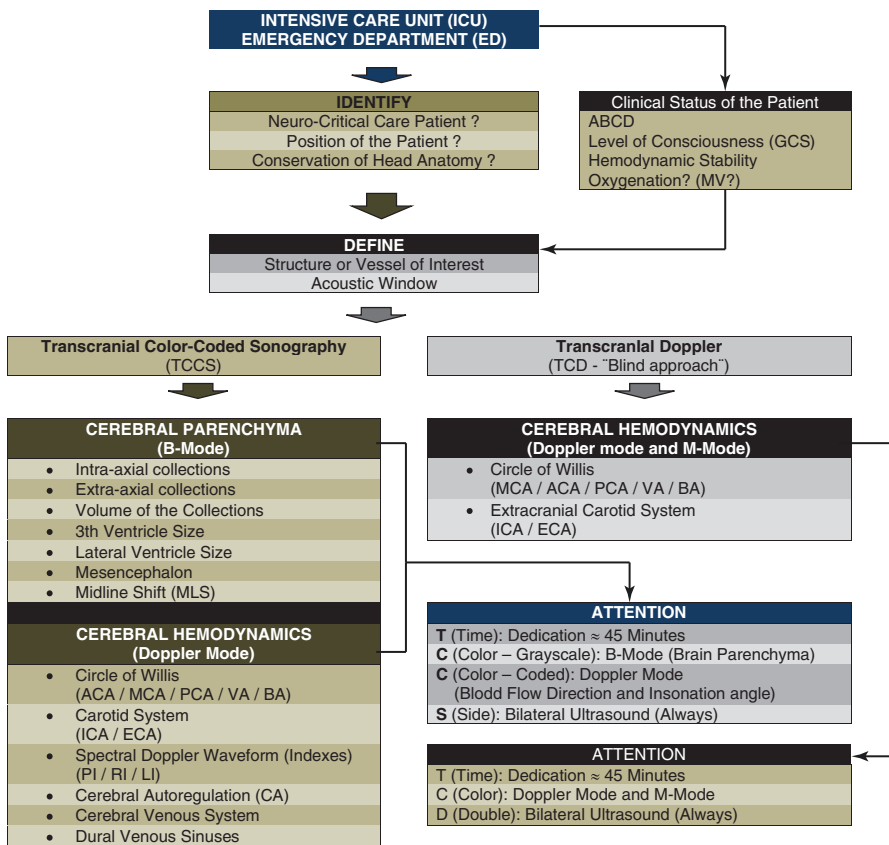 INTENSIVE CARE UNIT (ICU)
EMERGENCY DEPARTMENT (ED)
IDENTIFY
Neuro-Critical Care Patient ?
Position of the Patient ?
Conservation of Head Anatomy ?
Clinical Status of the Patient
ABCD
Level of Consciousness (GCS)
Hemodynamic Stability
Oxygenation? (MV?)
DEFINE
Structure or Vessel of Interest
Acoustic Window
Transcranial Color-Coded Sonography
(TCCS)
Transcranlal Doppler
(TCD - ¨Blind approach¨)
CEREBRAL PARENCHYMA
(B-Mode)
• Intra-axial collections
• Extra-axial collections
• Volume of the Collections
• 3th Ventricle Size
• Lateral Ventricle Size
• Mesencephalon
• Midline Shift (MLS)
CEREBRAL HEMODYNAMICS
(Doppler Mode)
• Circle of Willis
(ACA / MCA / PCA / VA / BA)
• Carotid System
(ICA / ECA)
• Spectral Doppler Waveform (Indexes)
(PI / RI / LI)
• Cerebral Autoregulation (CA)
• Cerebral Venous System
• Dural Venous Sinuses
CEREBRAL HEMODYNAMICS
(Doppler mode and M-Mode)
• Circle of Willis
(MCA / ACA / PCA / VA / BA)
• Extracranial Carotid System
(ICA / ECA)
ATTENTION
T (Time): Dedication ≈ 45 Minutes
C (Color – Grayscale): B-Mode (Brain Parenchyma)
C (Color – Coded): Doppler Mode
(Blodd Flow Direction and Insonation angle)
S (Side): Bilateral Ultrasound (Always)
ATTENTION
T (Time): Dedication ≈ 45 Minutes
C (Color): Doppler Mode and M-Mode
D (Double): Bilateral Ultrasound (Always)